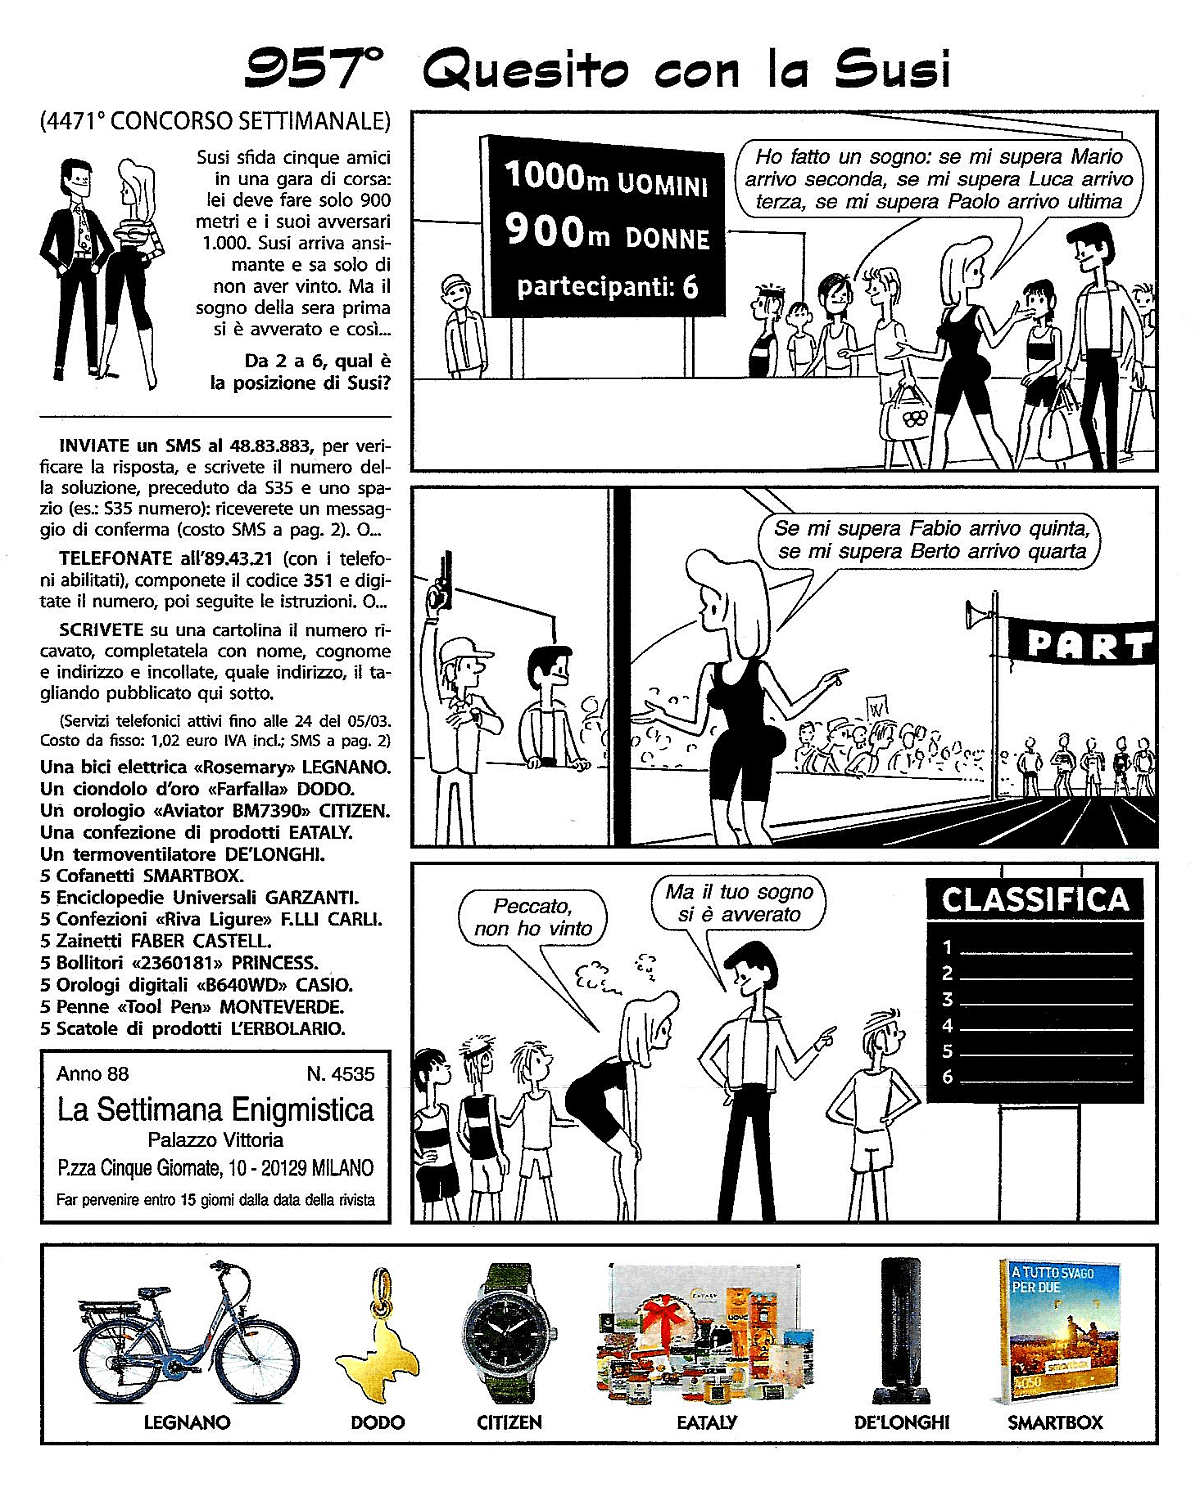 957° Quesito con la Susi
(4471° CONCORSO SETTIMANALE)
Susi sfida cinque amici
in una gara di corsa:
lei deve fare solo 900
metri e i suoi avversari
1.000. Susi arriva ansi-
mante e sa solo di
non aver vinto. Ma il
sogno della sera prima
si è avverato e così...
Da 2 a 6, qual è
la posizione di Susi?
INVIATE un SMS al 48.83.883, per veri-
ficare la risposta, e scrivete il numero del-
la soluzione, preceduto da S35 e uno spa-
zio (es.: S35 numero): riceverete un messag-
gio di conferma (costo SMS a pag. 2). O...
TELEFONATE all'89.43.21 (con i telefo-
ni abilitati), componete il codice 351 e digi-
tate il numero, poi seguite le istruzioni. O...
SCRIVETE su una cartolina il numero ri-
cavato, completatela con nome, cognome
e indirizzo e incollate, quale indirizzo, il ta-
gliando pubblicato qui sotto.
(Servizi telefonici attivi fino alle 24 del 05/03.
Costo da fisso: 1,02 euro IVA incl.; SMS a pag. 2)
Una bici elettrica «Rosemary» LEGNANO.
Un ciondolo d'oro «Farfalla» DODO.
Un orologio «Aviator BM7390» CITIZEN.
Una confezione di prodotti EATALY.
Un termoventilatore DE'LONGHI.
5 Cofanetti SMARTBOX.
5 Enciclopedie Universali GARZANTI.
5 Confezioni «Riva Ligure» F.LLI CARLI.
5 Zainetti FABER CASTELL.
5 Bollitori «2360181» PRINCESS.
5 Orologi digitali «B640WD» CASIO.
5 Penne «Tool Pen» MONTEVERDE.
5 Scatole di prodotti L'ERBOLARIO.
Anno 88 N. 4535
La Settimana Enigmistica
Palazzo Vittoria
P.zza Cinque Giornate, 10 - 20129 MILANO
Far pervenire entro 15 giorni dalla data della rivista
1000m UOMINI
900m DONNE
partecipanti: 6
Ho fatto un sogno: se mi supera Mario
arrivo seconda, se mi supera Luca arrivo
terza, se mi supera Paolo arrivo ultima
Se mi supera Fabio arrivo quinta,
se mi supera Berto arrivo quarta
PART
W
Peccato,
non ho vinto
Ma il tuo sogno
si è avverato
CLASSIFICA
1
2
3
4
5
6
EATALY
A TUTTO SVAGO
PER DUE
smartbox
LEGNANO
DODO
CITIZEN
EATALY
DE'LONGHI
SMARTBOX